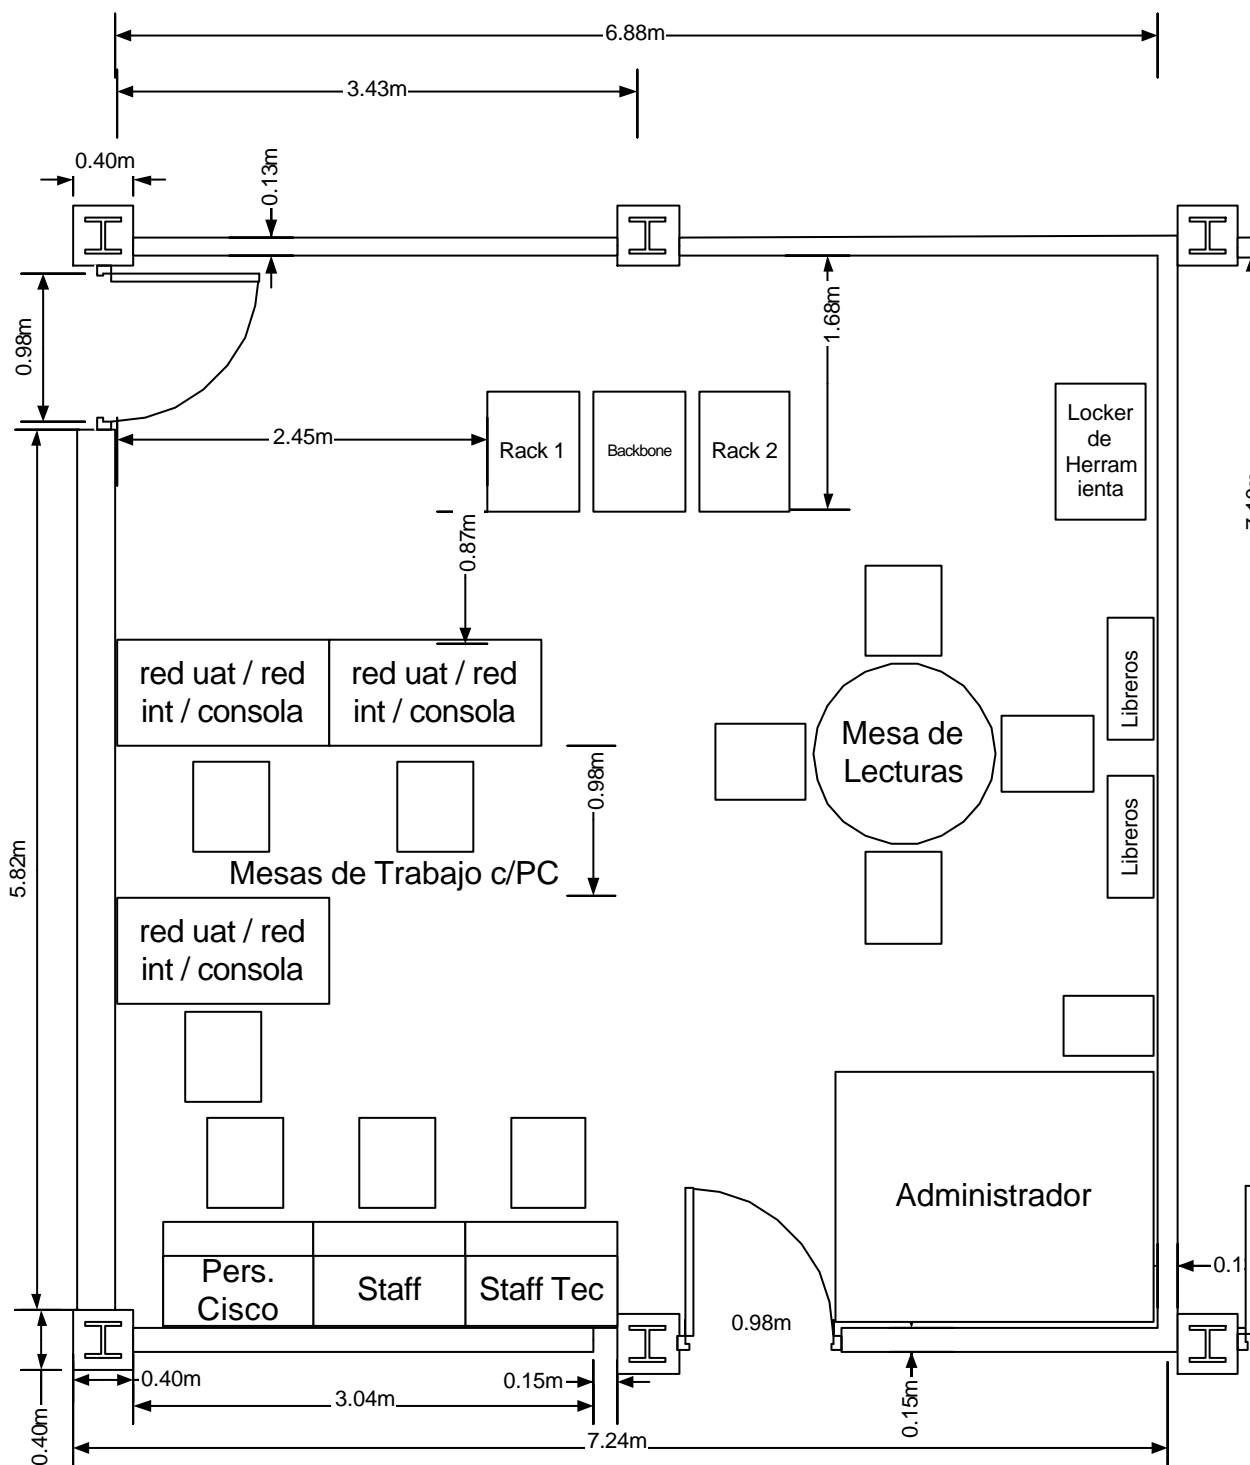 6.88m
3.43m
0.40m
0.13m
0.98m
1.68m
2.45m
Rack 1
Backbone
Rack 2
Locker
de
Herram
ienta
0.87m
red uat / red
int / consola
red uat / red
int / consola
Mesa de
Lecturas
Libreros
0.98m
Libreros
Mesas de Trabajo c/PC
5.82m
red uat / red
int / consola
Administrador
Pers.
Cisco
Staff
Staff Tec
0.98m
0.40m
0.40m
3.04m
0.15m
0.15m
7.24m